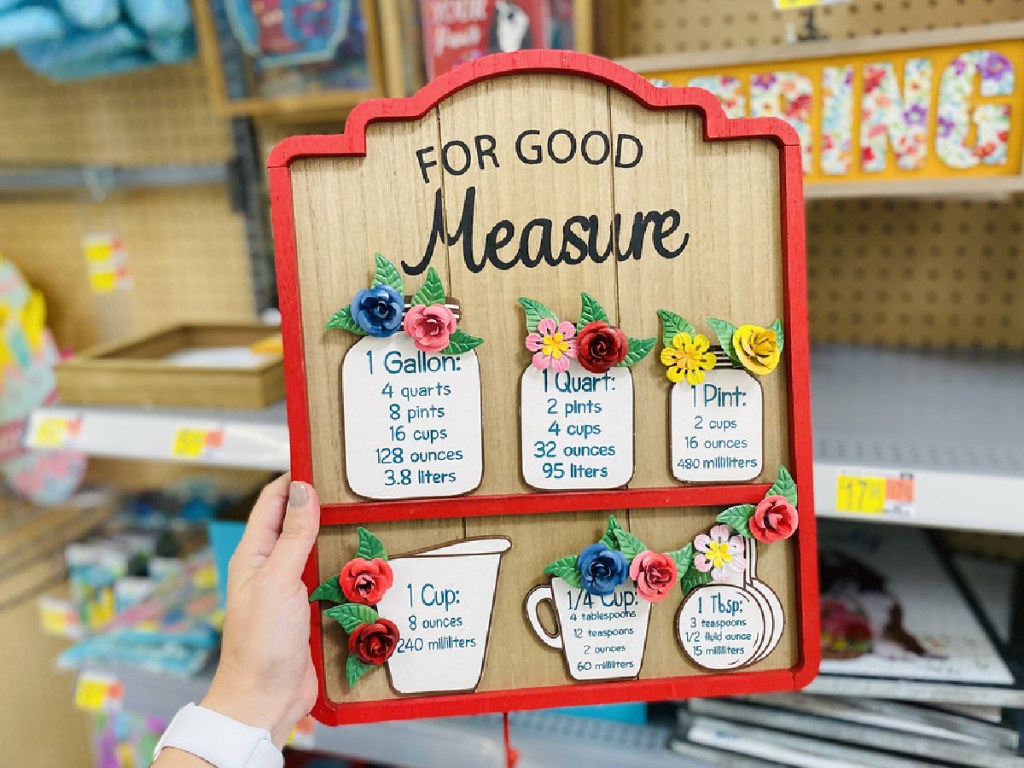 YOUR
RING
FOR GOOD
Measure
1 Gallon:
4 quarts
8 pints
16 cups
128 ounces
3.8 liters
1 Quart:
2 pints
4 cups
32 ounces
95 liters
1 Pint:
2 cups
16 ounces
480 milliliters
1 Cup:
8 ounces
240 milliliters
1/4 Cup:
4 tablespoons
12 teaspoons
2 ounces
60 milliliters
1 Tbsp:
3 teaspoons
1/2 fluid ounce
15 milliliters